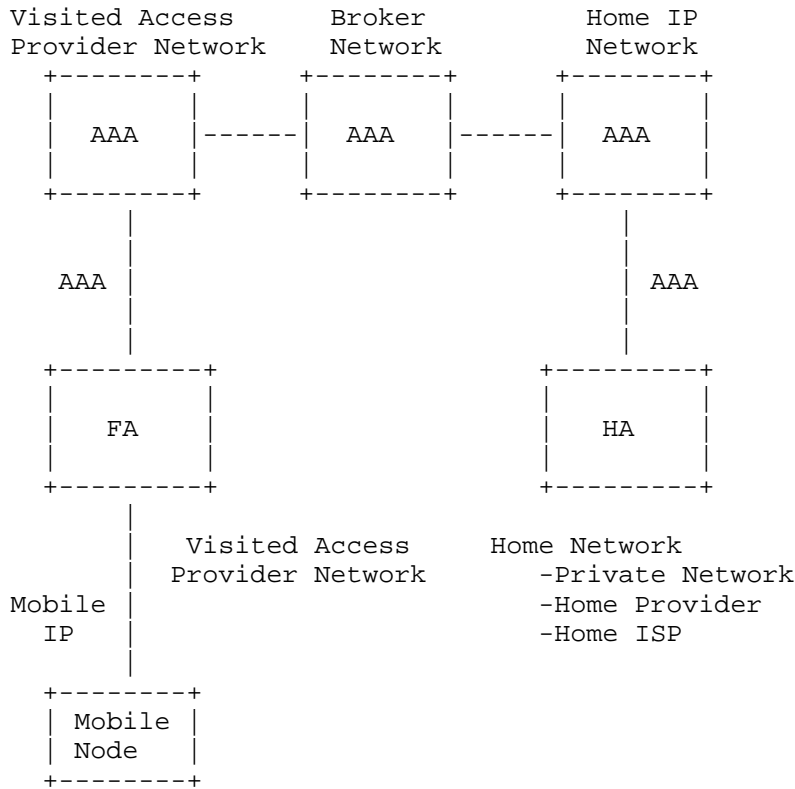 Visited Access Broker Home IP
Provider Network Network Network
AAA AAA AAA
AAA AAA
FA HA
Visited Access Home Network
Provider Network -Private Network
Mobile -Home Provider
IP -Home ISP
Mobile
Node